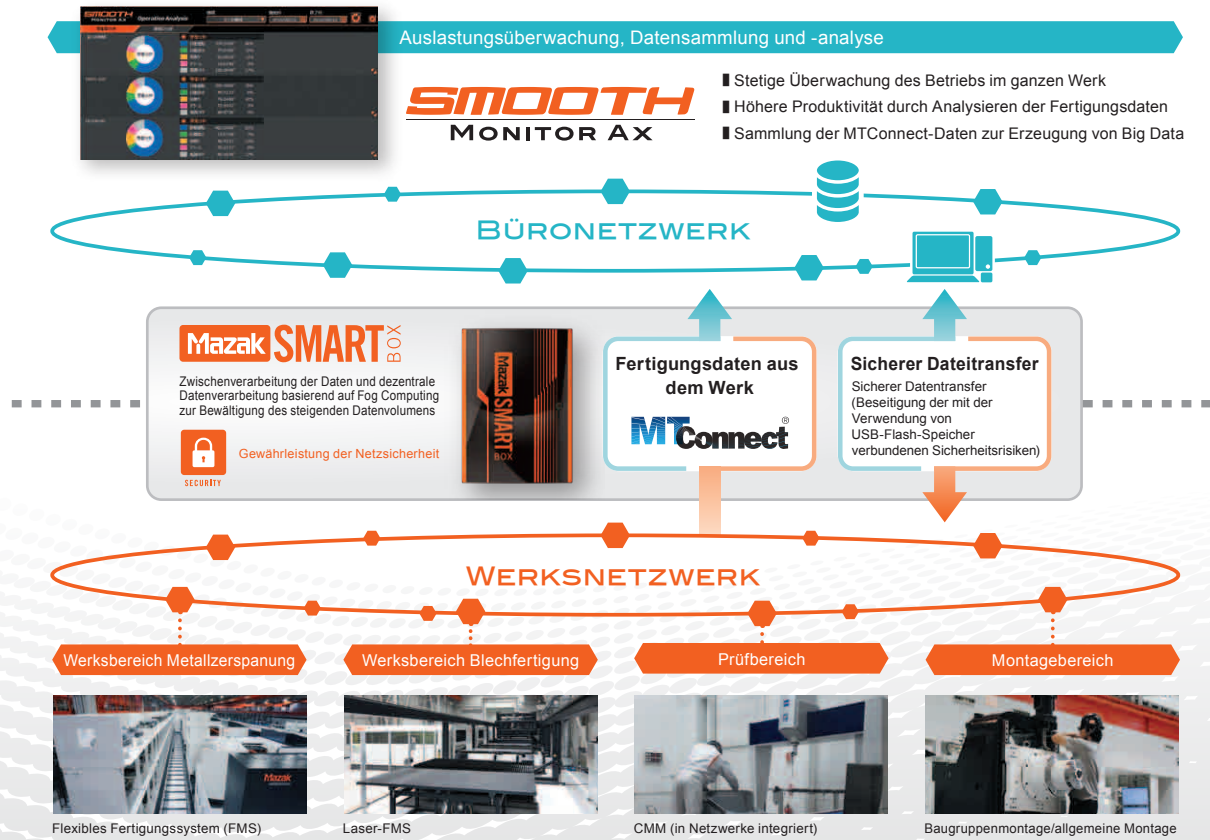 SMOOTH
MONITOR Ax
Operation Analysis
Auslastungsüberwachung, Datensammlung und -analyse
SMOOTH
MONITOR AX
Stetige Überwachung des Betriebs im ganzen Werk
Höhere Produktivität durch Analysieren der Fertigungsdaten
Sammlung der MTConnect-Daten zur Erzeugung von Big Data
BÜRONETZWERK
Mazak SMART BOX
Zwischenverarbeitung der Daten und dezentrale
Datenverarbeitung basierend auf Fog Computing
zur Bewältigung des steigenden Datenvolumens
SECURITY
Gewährleistung der Netzsicherheit
Mazak SMART BOX
Fertigungsdaten aus
dem Werk
MTConnect®
Sicherer Dateitransfer
Sicherer Datentransfer
(Beseitigung der mit der
Verwendung von
USB-Flash-Speicher
verbundenen Sicherheitsrisiken)
WERKSNETZWERK
Werksbereich Metallzerspanung
Werksbereich Blechfertigung
Prüfbereich
Montagebereich
Mazak
Flexibles Fertigungssystem (FMS)
Laser-FMS
CMM (in Netzwerke integriert)
Baugruppenmontage/allgemeine Montage